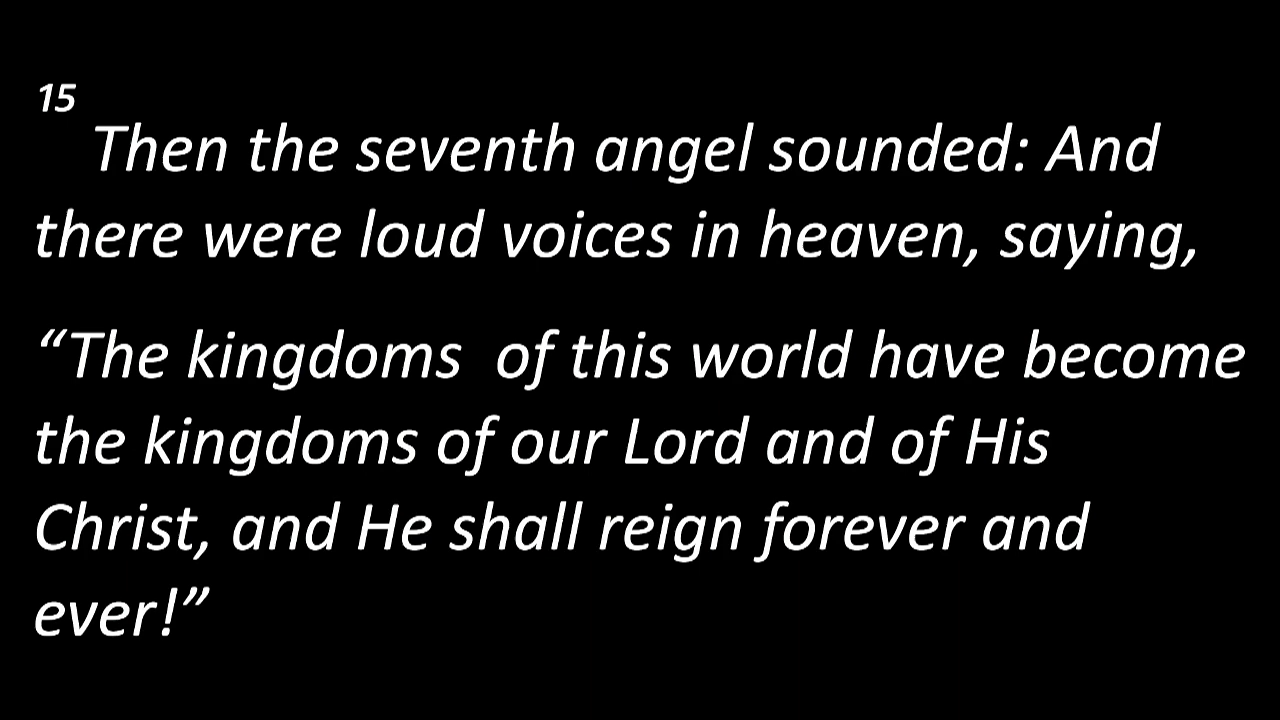 15
Then the seventh angel sounded: And
there were loud voices in heaven, saying,
“The kingdoms  of this world have become
the kingdoms of our Lord and of His
Christ, and He shall reign forever and
ever!”